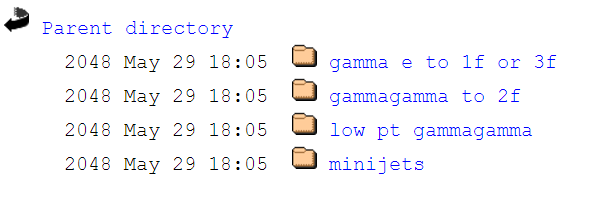 Parent directory
2048 May 29 18:05 gamma e to 1f or 3f
2048 May 29 18:05 gammagamma to 2f
2048 May 29 18:05 low pt gammagamma
2048 May 29 18:05 minijets